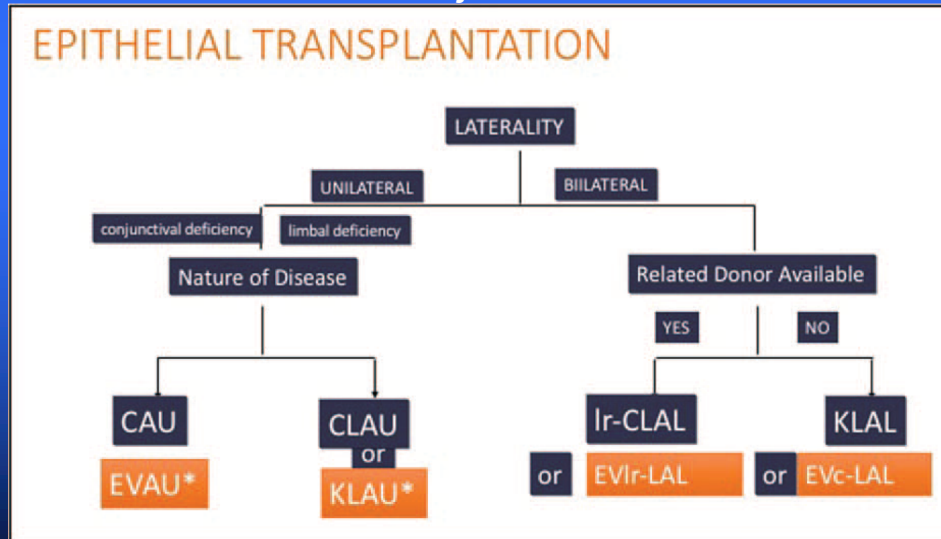 EPITHELIAL TRANSPLANTATION
LATERALITY
UNILATERAL
BIILATERAL
conjunctival deficiency
limbal deficiency
Nature of Disease
Related Donor Available
YES
NO
CAU
CLAU
or
EVAU*
KLAU*
lr-CLAL
KLAL
or
EVlr-LAL
or
EVc-LAL